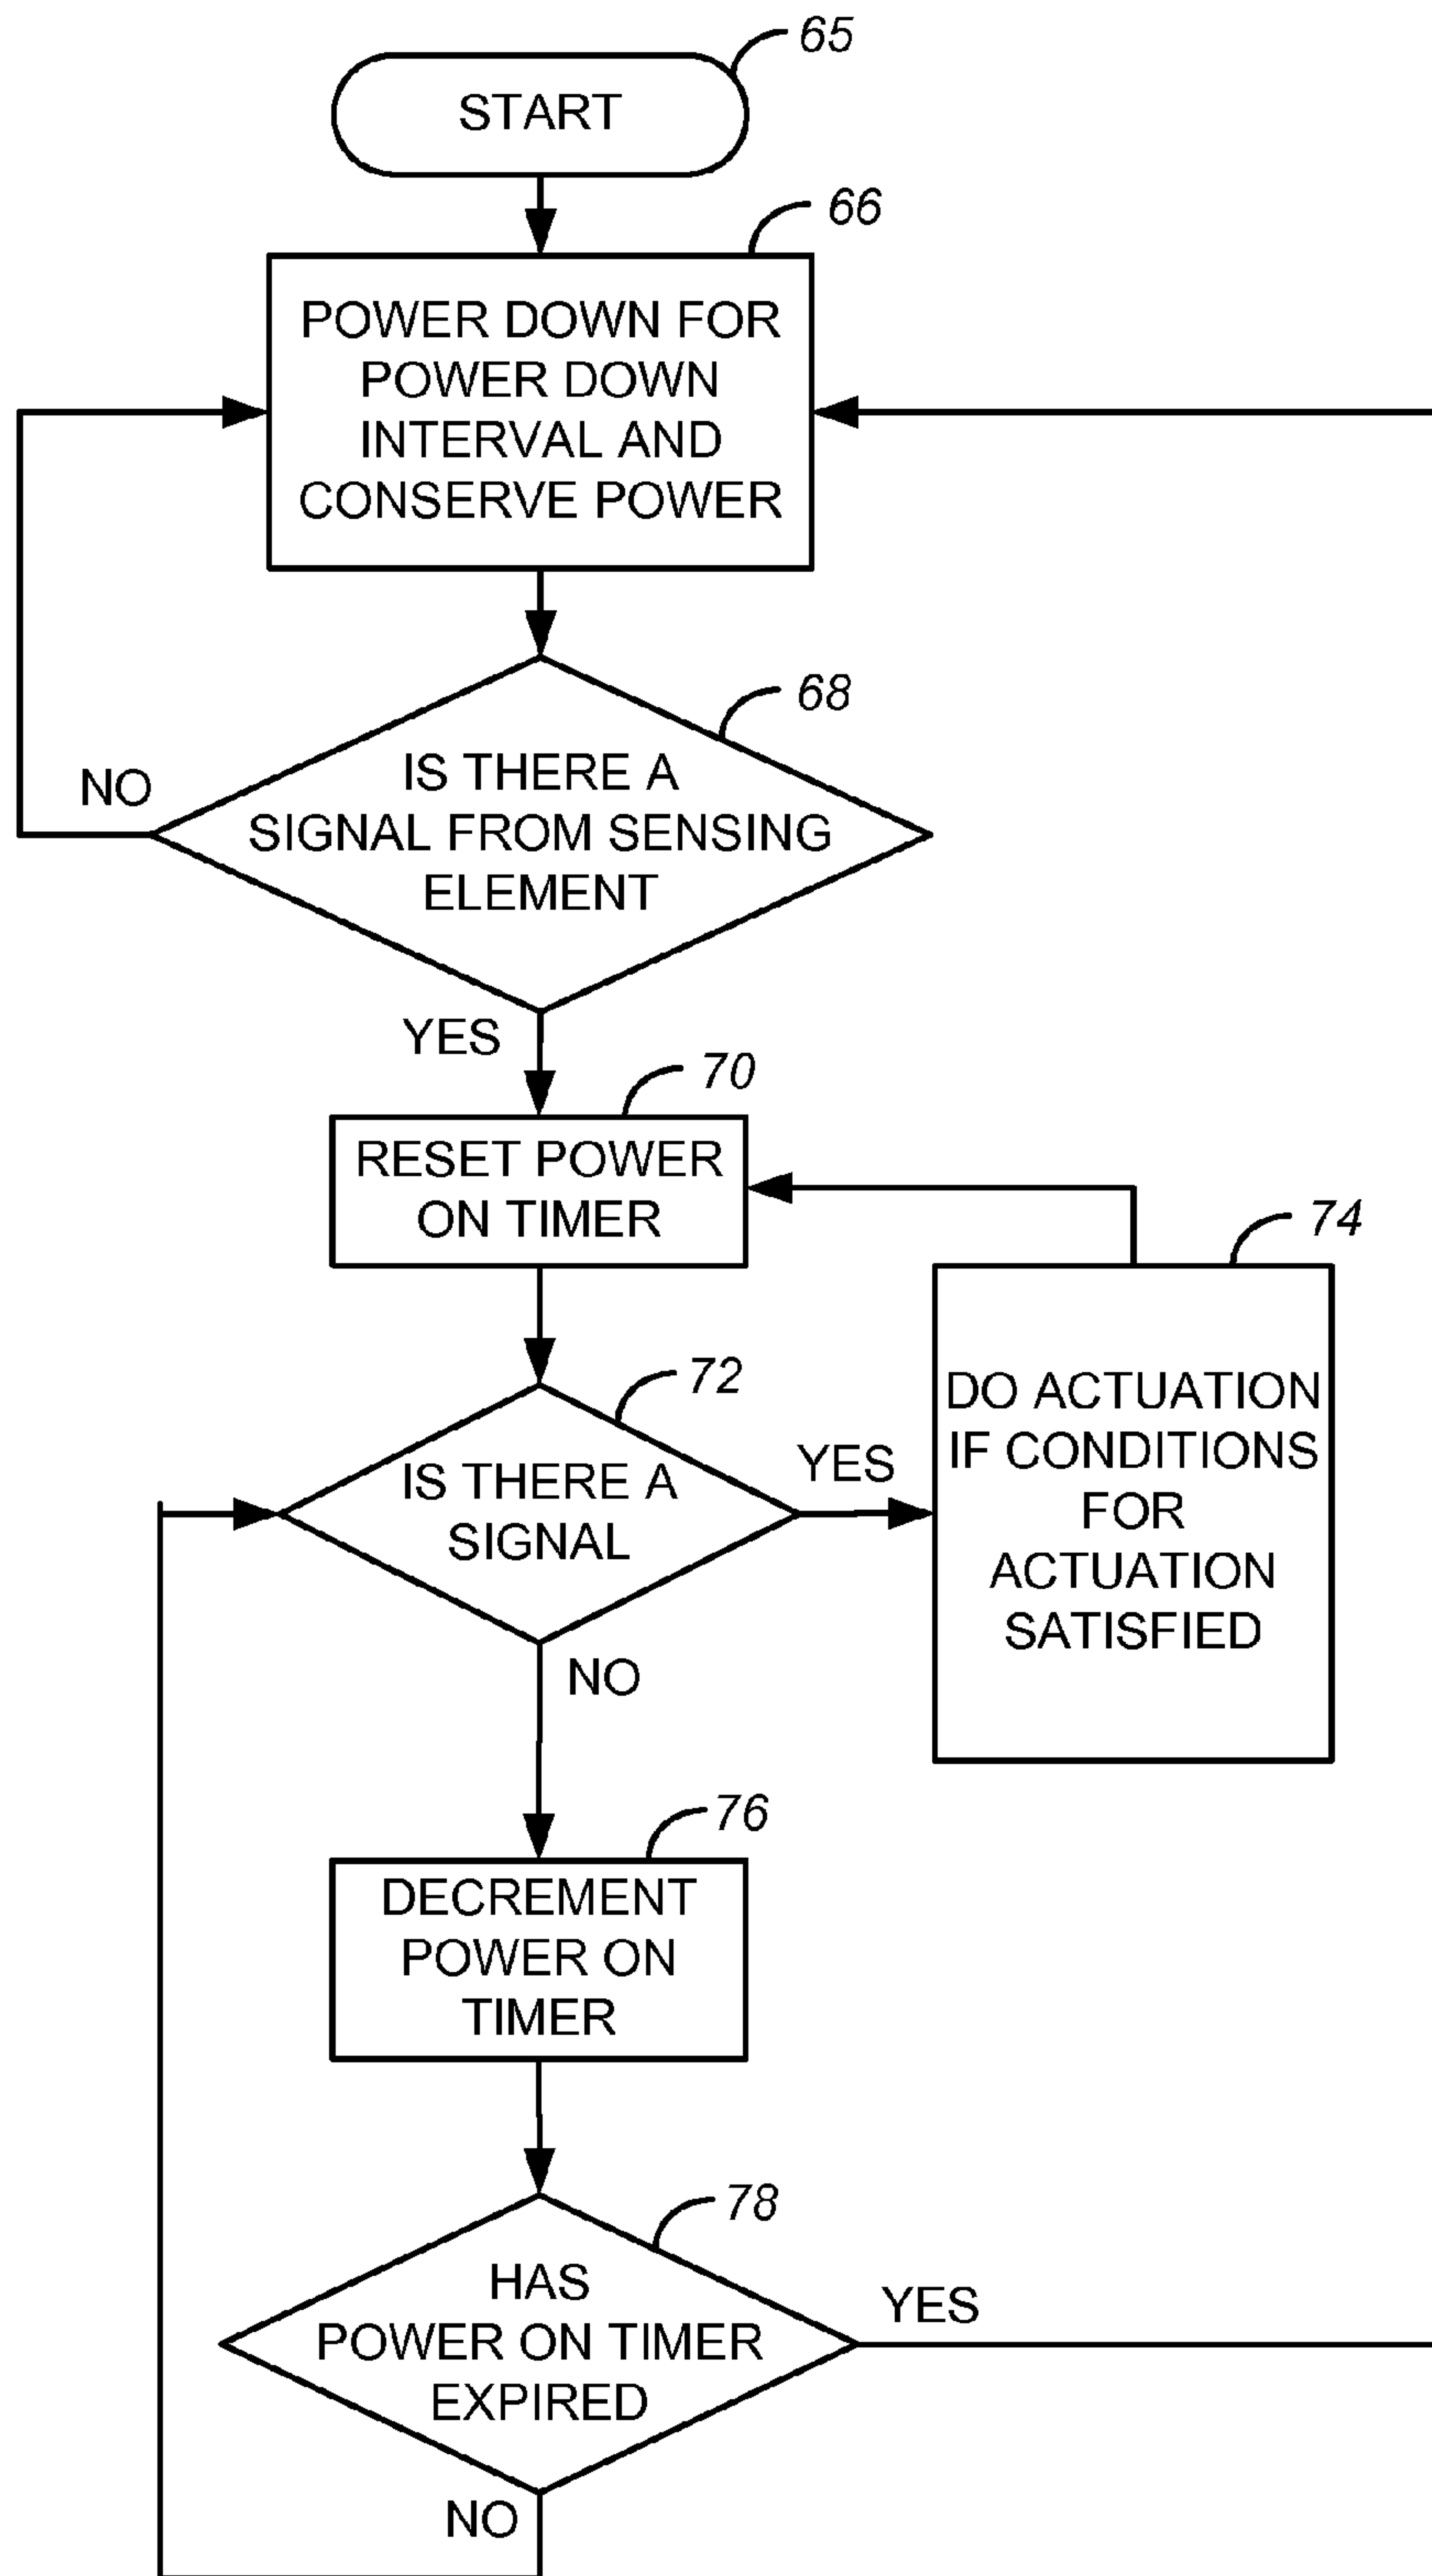 65
START
66
POWER DOWN FOR
POWER DOWN
INTERVAL AND
CONSERVE POWER
68
IS THERE A
SIGNAL FROM SENSING
ELEMENT
NO
YES
70
RESET POWER
ON TIMER
74
72
IS THERE A
SIGNAL
YES
DO ACTUATION
IF CONDITIONS
FOR
ACTUATION
SATISFIED
NO
76
DECREMENT
POWER ON
TIMER
78
HAS
POWER ON TIMER
EXPIRED
YES
NO